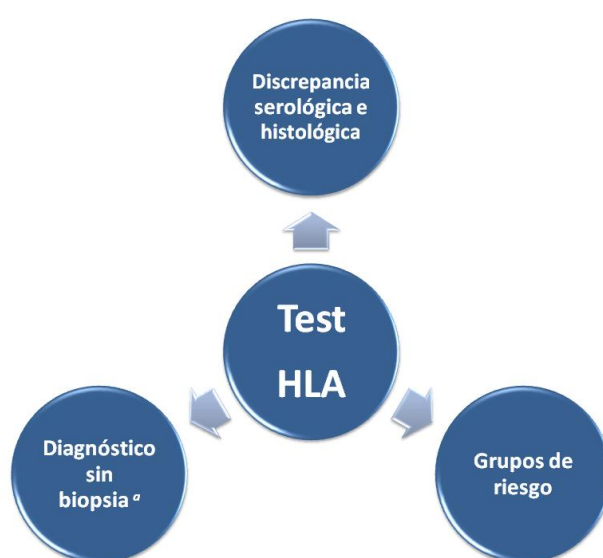 Discrepancia
serológica e
histológica
Test
HLA
Diagnóstico
sin
biopsia ᵃ
Grupos de
riesgo